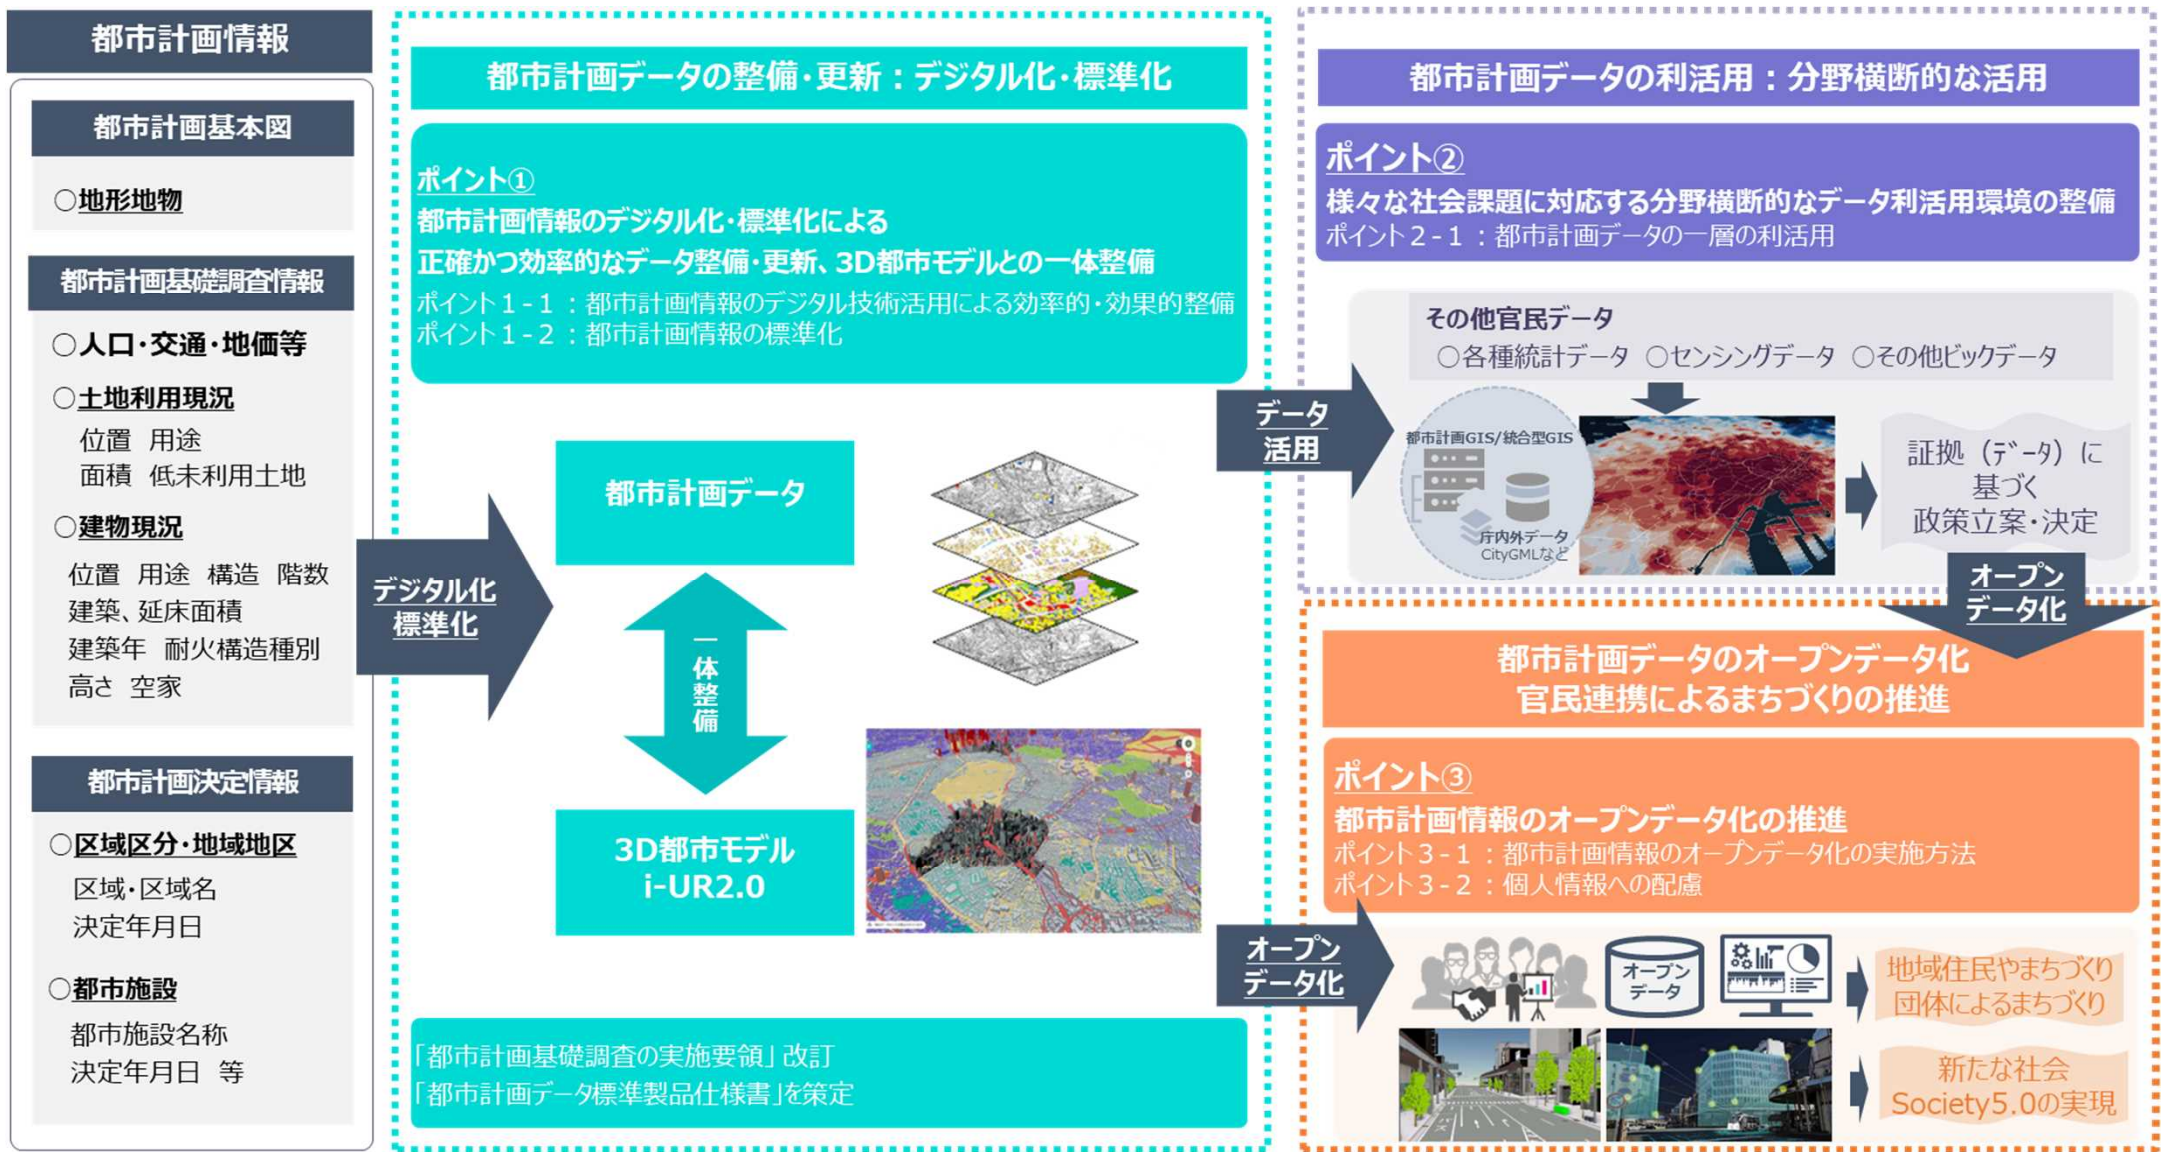 都市計画情報
都市計画基本図
○地形地物
都市計画基礎調査情報
○人口・交通・地価等
○土地利用現況
位置　用途
面積　低未利用土地
○建物現況
位置　用途　構造　階数
建築、延床面積
建築年　耐火構造種別
高さ　空家
都市計画決定情報
○区域区分・地域地区
区域・区域名
決定年月日
○都市施設
都市施設名称
決定年月日　等
デジタル化
標準化
都市計画データの整備・更新：デジタル化・標準化
ポイント①
都市計画情報のデジタル化・標準化による
正確かつ効率的なデータ整備・更新、3D都市モデルとの一体整備
ポイント１-１：都市計画情報のデジタル技術活用による効率的・効果的整備
ポイント１-２：都市計画情報の標準化
都市計画データ
一体整備
3D都市モデル
i-UR2.0
「都市計画基礎調査の実施要領」改訂
「都市計画データ標準製品仕様書」を策定
データ
活用
オープン
データ化
都市計画データの利活用：分野横断的な活用
ポイント②
様々な社会課題に対応する分野横断的なデータ利活用環境の整備
ポイント２-１：都市計画データの一層の利活用
その他官民データ
○各種統計データ　○センシングデータ　○その他ビックデータ
都市計画GIS/統合型GIS
庁内外データ
CityGMLなど
証拠（ﾃﾞｰﾀ）に
基づく
政策立案・決定
オープン
データ化
都市計画データのオープンデータ化
官民連携によるまちづくりの推進
ポイント③
都市計画情報のオープンデータ化の推進
ポイント３-１：都市計画情報のオープンデータ化の実施方法
ポイント３-２：個人情報への配慮
オープン
データ
地域住民やまちづくり
団体によるまちづくり
新たな社会
Society5.0の実現